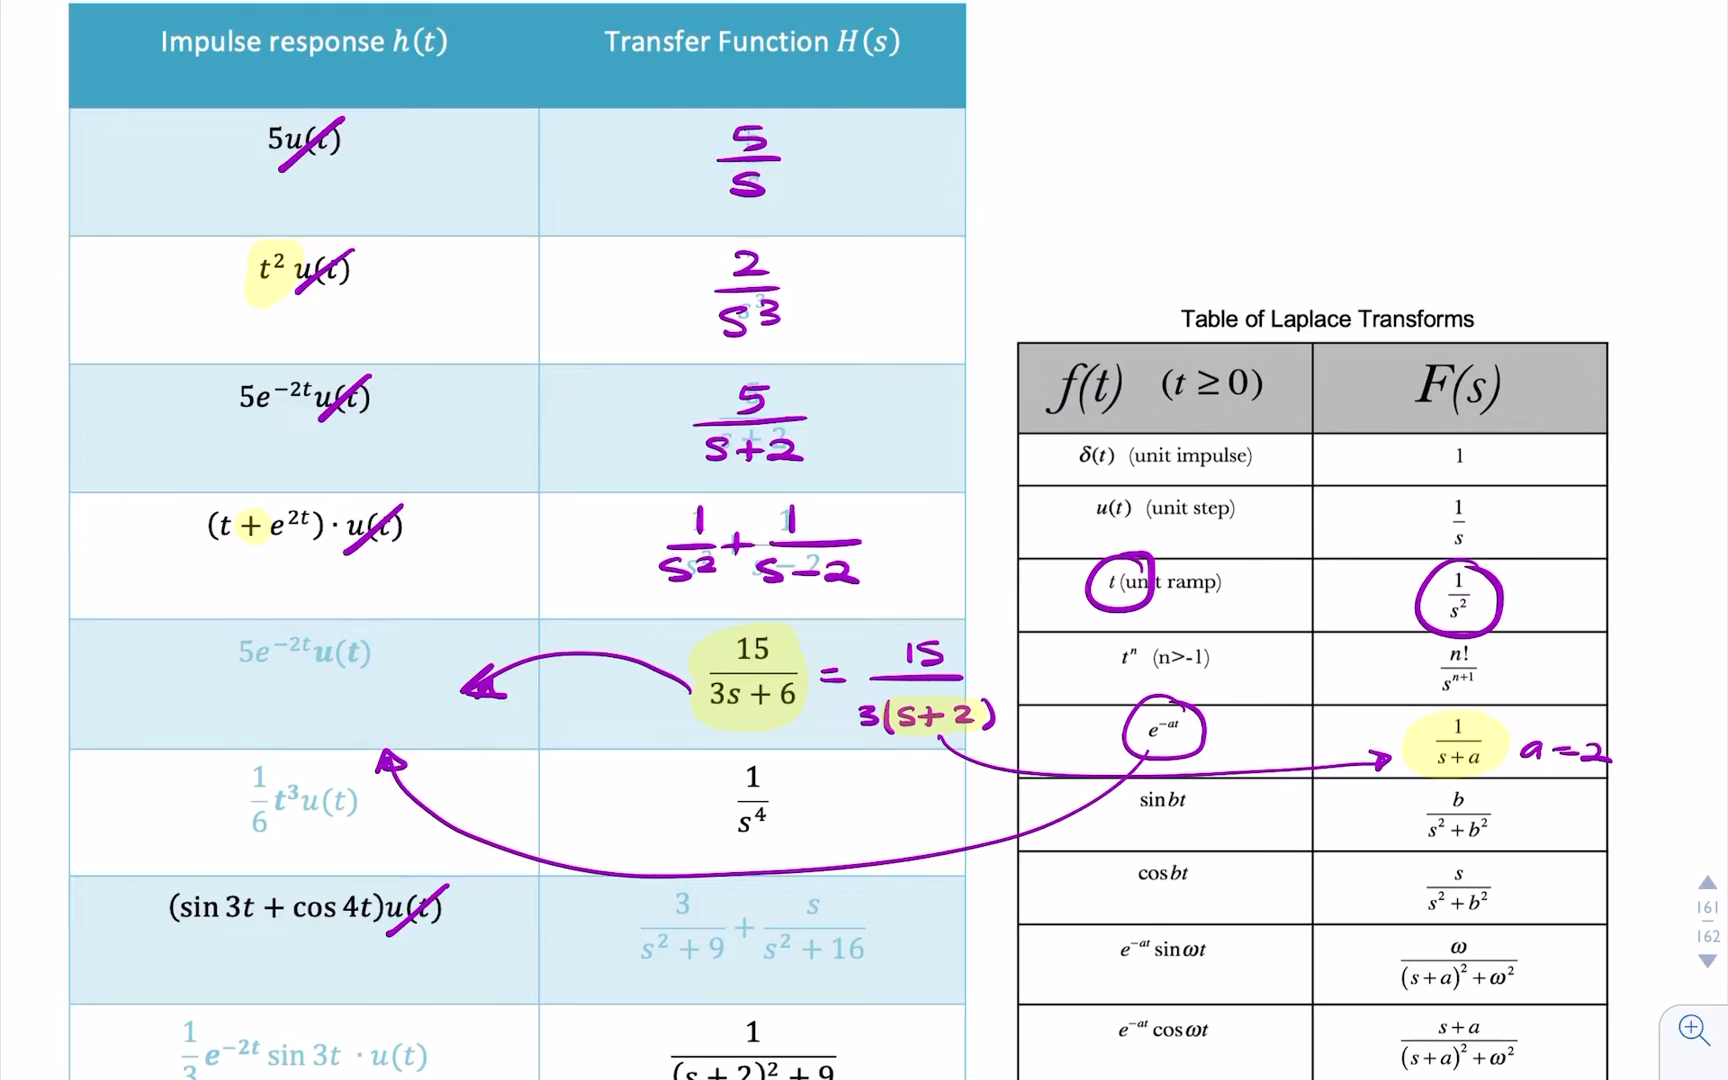 Impulse response h(t) Transfer Function H(s)
5u(t) 5/s
t² u(t) 2/s³
5e⁻²ᵗu(t) 5/(s+2)
(t + e²ᵗ) · u(t) 1/s² + 1/(s−2)
5e⁻²ᵗu(t) 15/(3s + 6) = 15/(3(s+2))
1/6 t³u(t) 1/s⁴
(sin 3t + cos 4t)u(t) 3/(s² + 9) + s/(s² + 16)
1/3 e⁻²ᵗ sin 3t · u(t) 1/((s + 2)² + 9)
Table of Laplace Transforms
f(t) (t ≥ 0) F(s)
δ(t) (unit impulse) 1
u(t) (unit step) 1/s
t (unit ramp) 1/s²
tⁿ (n>-1) n!/sⁿ⁺¹
e⁻ᵃᵗ 1/(s+a) a=2
sin bt b/(s² + b²)
cos bt s/(s² + b²)
e⁻ᵃᵗ sin ωt ω/((s+a)² + ω²)
e⁻ᵃᵗ cos ωt (s+a)/((s+a)² + ω²)
161
162